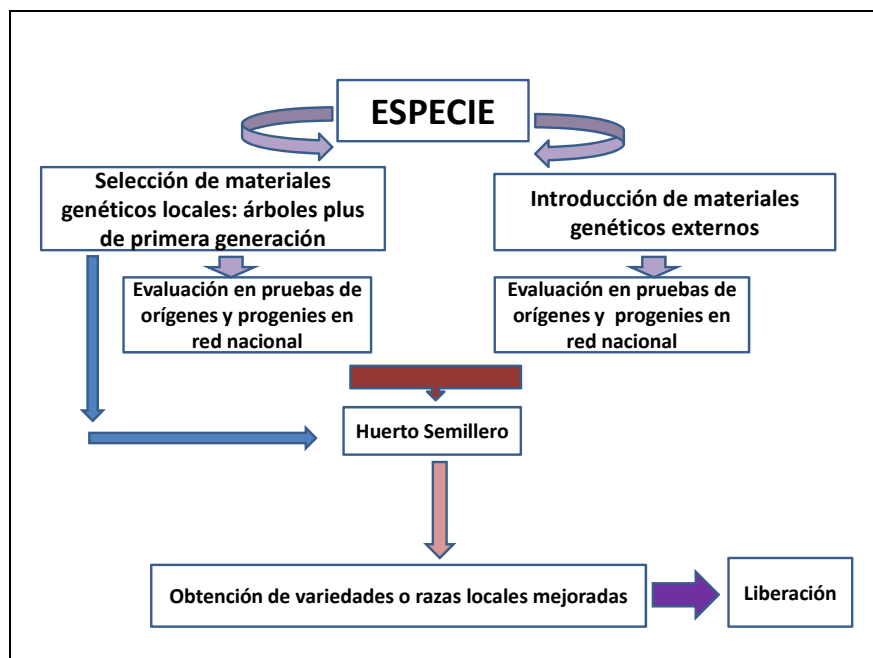 ESPECIE
Selección de materiales
genéticos locales: árboles plus
de primera generación
Introducción de materiales
genéticos externos
Evaluación en pruebas de
orígenes y progenies en
red nacional
Evaluación en pruebas de
orígenes y progenies en
red nacional
Huerto Semillero
Obtención de variedades o razas locales mejoradas
Liberación